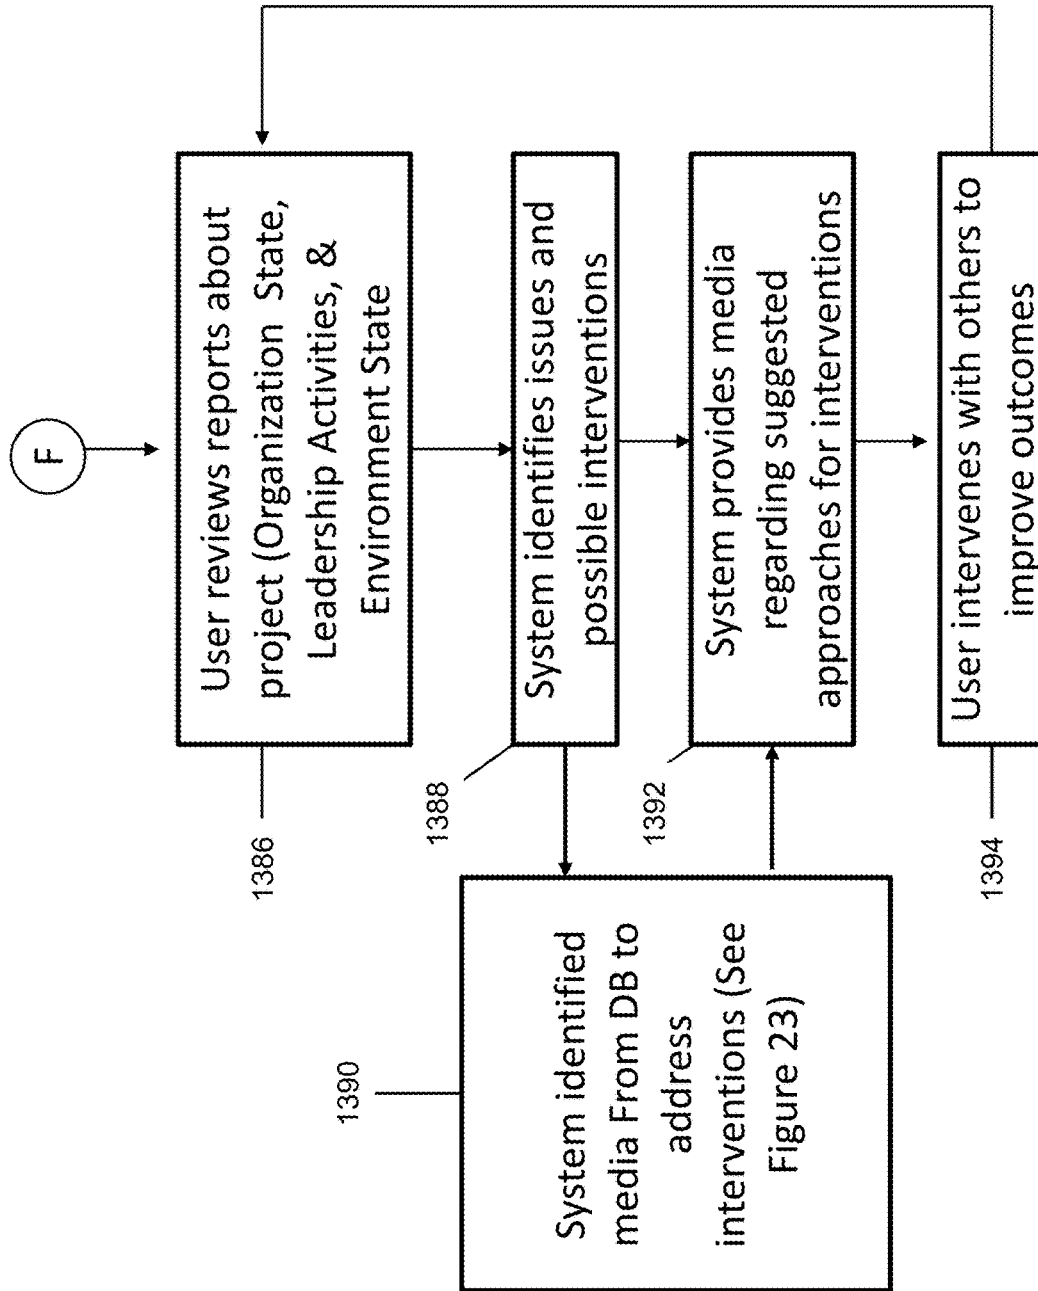 F
User reviews reports about
project (Organization State,
Leadership Activities, &
Environment State
1386
System identifies issues and
possible interventions
1388
System identified
media From DB to
address
interventions (See
Figure 23)
1390
System provides media
regarding suggested
approaches for interventions
1392
User intervenes with others to
improve outcomes
1394